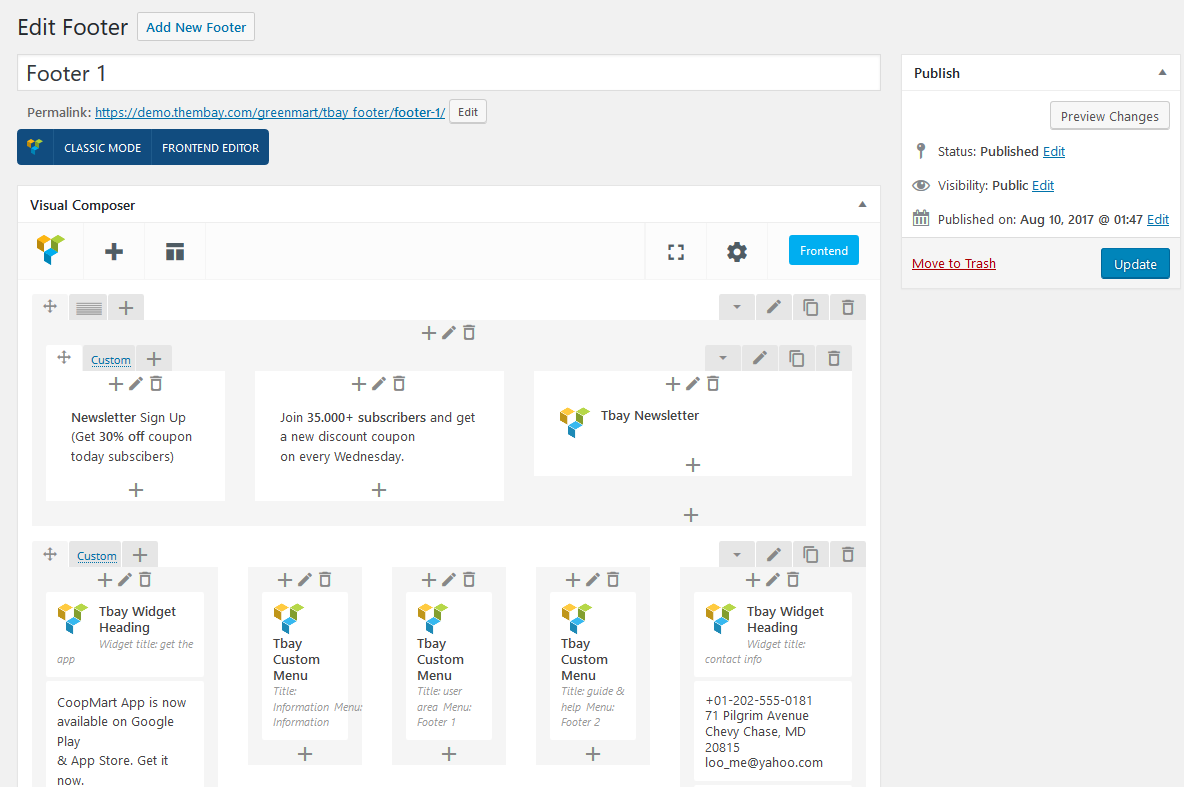 Edit Footer
Add New Footer
Footer 1
Permalink: https://demo.thembay.com/greenmart/tbay_footer/footer-1/
Edit
CLASSIC MODE
FRONTEND EDITOR
Publish
Preview Changes
Status: Published Edit
Visibility: Public Edit
Published on: Aug 10, 2017 @ 01:47 Edit
Move to Trash
Update
Visual Composer
Frontend
Custom
Newsletter Sign Up
(Get 30% off coupon
today subscibers)
Join 35.000+ subscribers and get
a new discount coupon
on every Wednesday.
Tbay Newsletter
Custom
Tbay Widget
Heading
Widget title: get the
app
CoopMart App is now
available on Google
Play
& App Store. Get it
now.
Tbay
Custom
Menu
Title:
Information Menu:
Information
Tbay
Custom
Menu
Title: user
area Menu:
Footer 1
Tbay
Custom
Menu
Title: guide &
help Menu:
Footer 2
Tbay Widget
Heading
Widget title:
contact info
+01-202-555-0181
71 Pilgrim Avenue
Chevy Chase, MD
20815
loo_me@yahoo.com